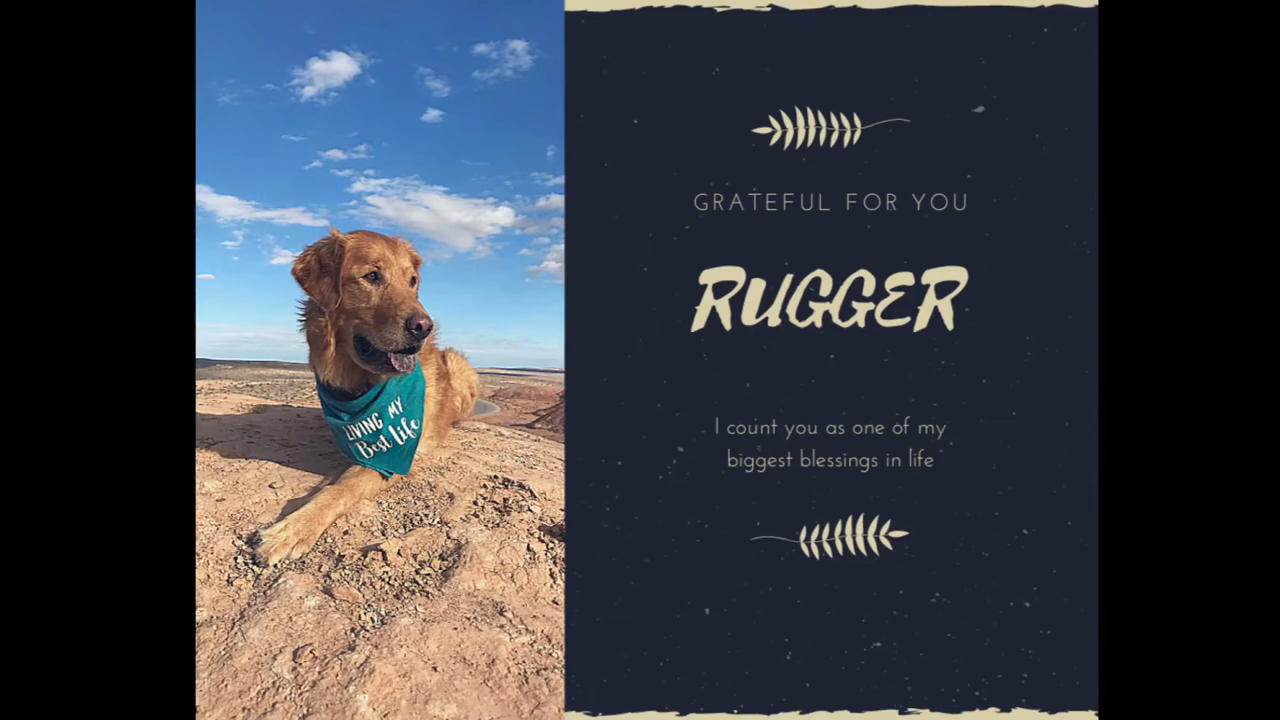 LIVING MY
Best life
GRATEFUL FOR YOU
RUGGER
I count you as one of my
biggest blessings in life